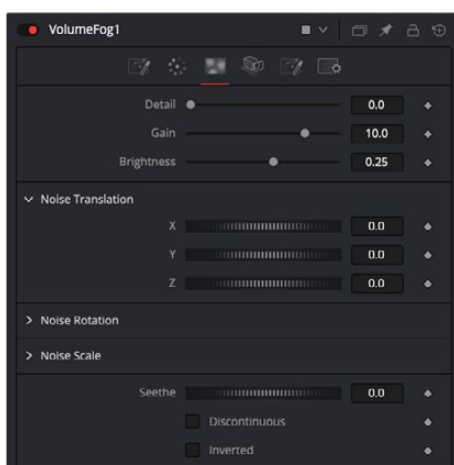 VolumeFog1
Detail 0.0
Gain 10.0
Brightness 0.25
Noise Translation
X 0.0
Y 0.0
Z 0.0
Noise Rotation
Noise Scale
Seethe 0.0
Discontinuous
Inverted